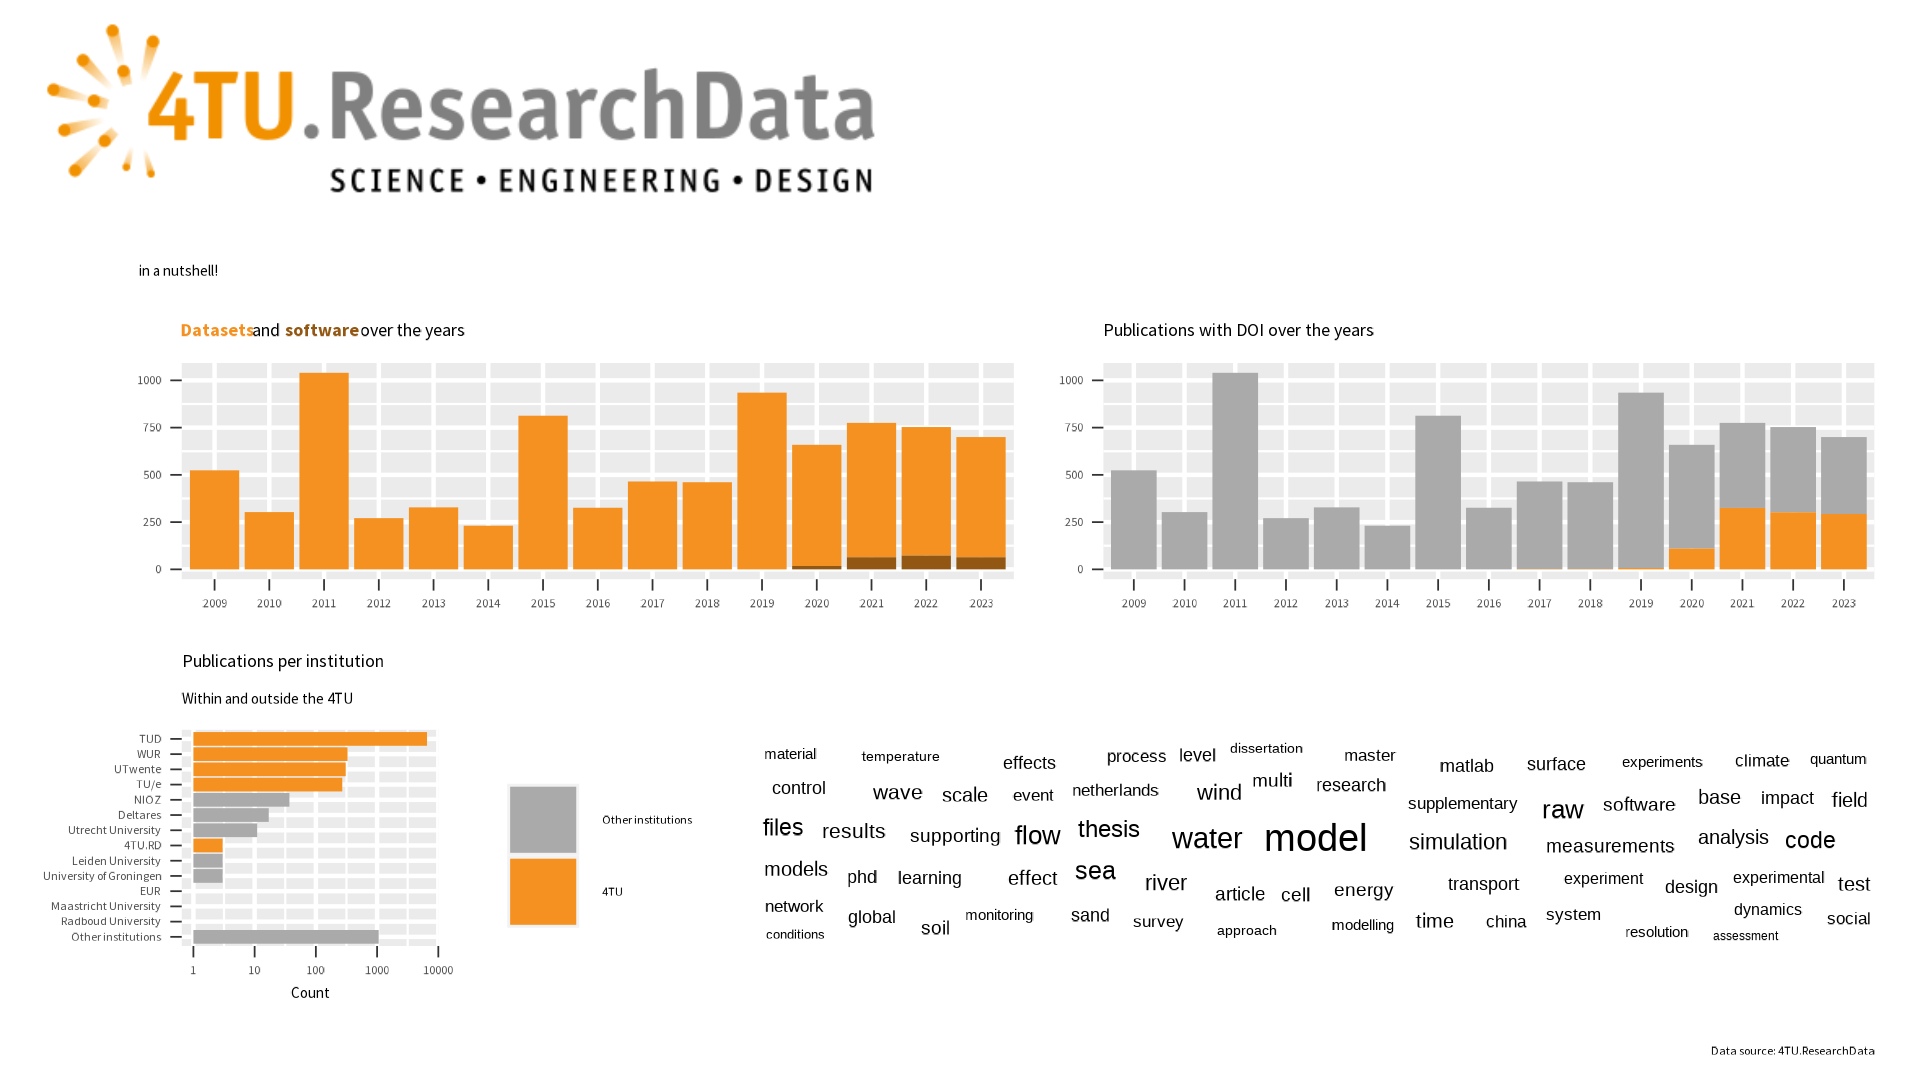 4TU.ResearchData
SCIENCE • ENGINEERING • DESIGN
in a nutshell!
Datasets and software over the years
1000
750
500
250
0
2009 2010 2011 2012 2013 2014 2015 2016 2017 2018 2019 2020 2021 2022 2023
Publications with DOI over the years
1000
750
500
250
0
2009 2010 2011 2012 2013 2014 2015 2016 2017 2018 2019 2020 2021 2022 2023
Publications per institution
Within and outside the 4TU
TUD
WUR
UTwente
TU/e
NIOZ
Deltares
Utrecht University
4TU.RD
Leiden University
University of Groningen
EUR
Maastricht University
Radboud University
Other institutions
1 10 100 1000 10000
Count
Other institutions
4TU
material temperature effects process level dissertation master matlab surface experiments climate quantum
control wave scale event netherlands wind multi research supplementary raw software base impact field
files results supporting flow thesis water model simulation measurements analysis code
models phd learning effect sea river article cell energy transport experiment design experimental test
network global soil monitoring sand survey approach modelling time china system resolution dynamics social
conditions assessment
Data source: 4TU.ResearchData